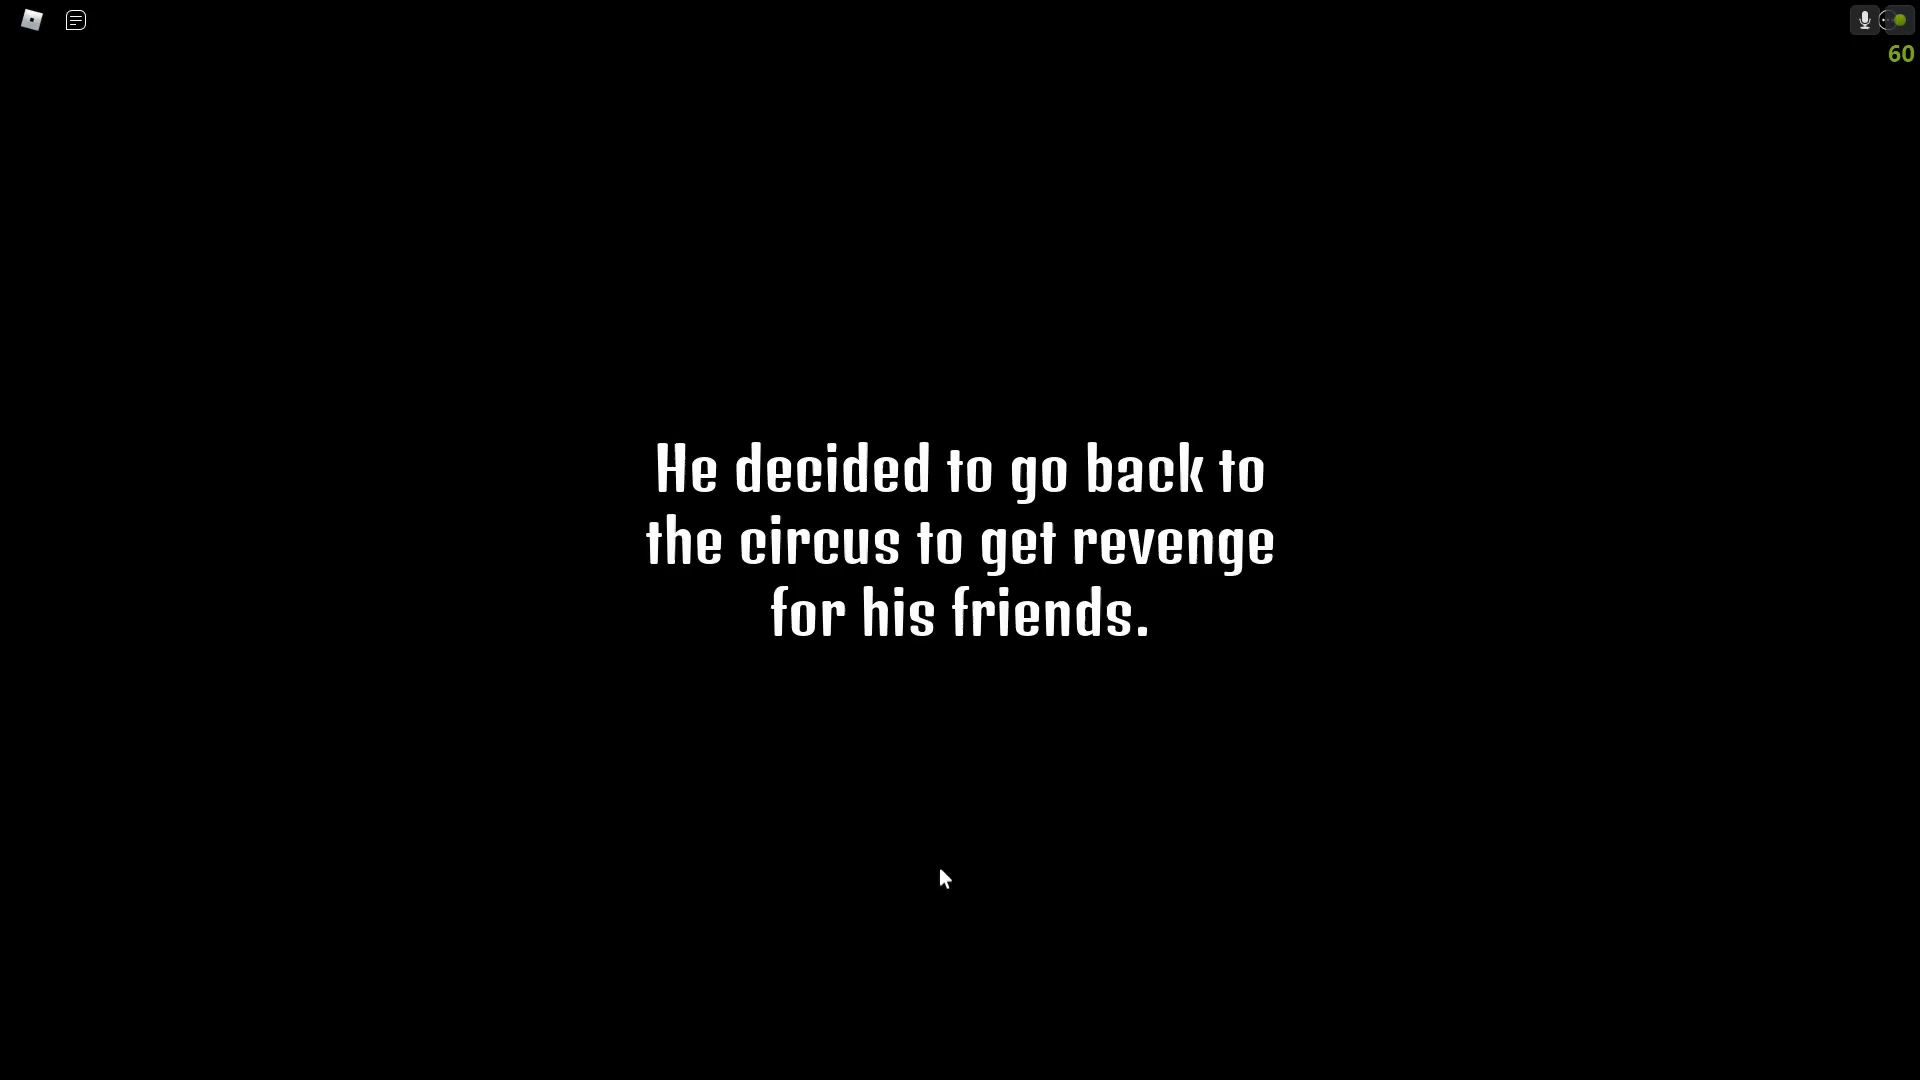 60
He decided to go back to
the circus to get revenge
for his friends.